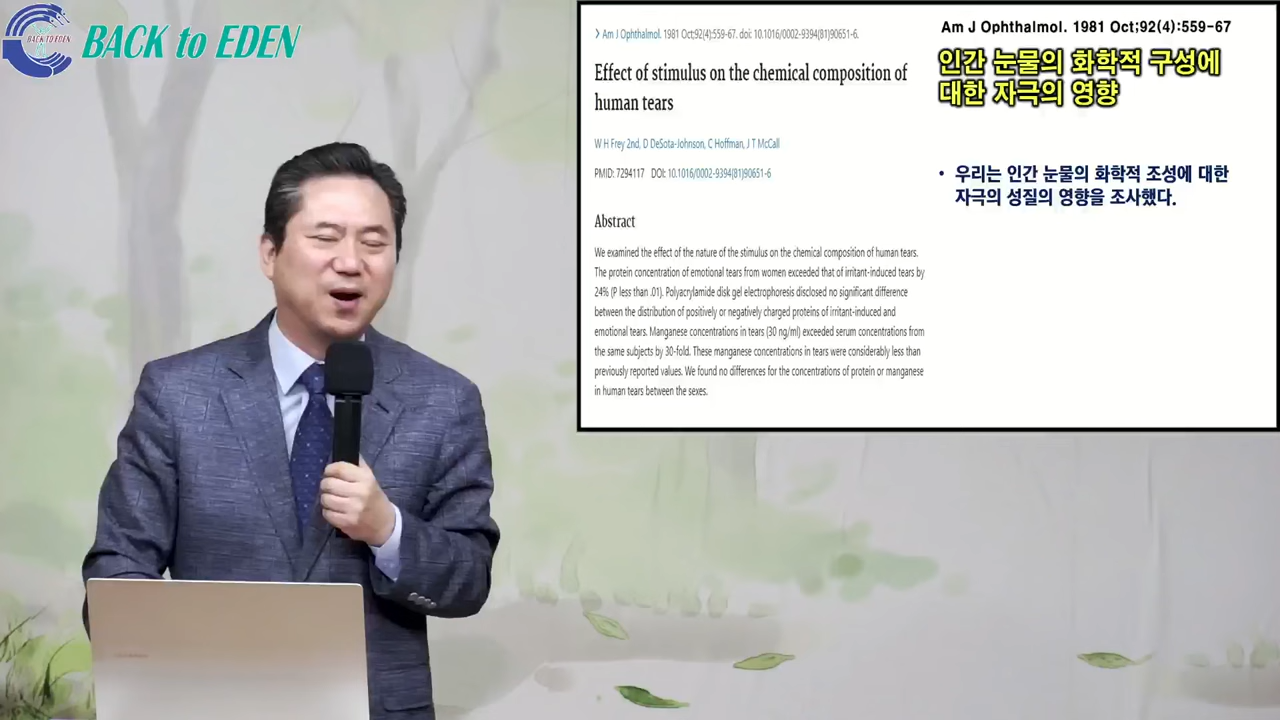 BACK TO EDEN
BACK to EDEN
> Am J Ophthalmol. 1981 Oct;92(4):559-67. doi: 10.1016/0002-9394(81)90651-6.
Effect of stimulus on the chemical composition of
human tears
W H Frey 2nd, D DeSota-Johnson, C Hoffman, J T McCall
PMID: 7294117 DOI: 10.1016/0002-9394(81)90651-6
Abstract
We examined the effect of the nature of the stimulus on the chemical composition of human tears.
The protein concentration of emotional tears from women exceeded that of irritant-induced tears by
24% (P less than .01). Polyacrylamide disk gel electrophoresis disclosed no significant difference
between the distribution of positively or negatively charged proteins of irritant-induced and
emotional tears. Manganese concentrations in tears (30 ng/ml) exceeded serum concentrations from
the same subjects by 30-fold. These manganese concentrations in tears were considerably less than
previously reported values. We found no differences for the concentrations of protein or manganese
in human tears between the sexes.
Am J Ophthalmol. 1981 Oct;92(4):559-67
인간 눈물의 화학적 구성에
대한 자극의 영향
• 우리는 인간 눈물의 화학적 조성에 대한
자극의 성질의 영향을 조사했다.